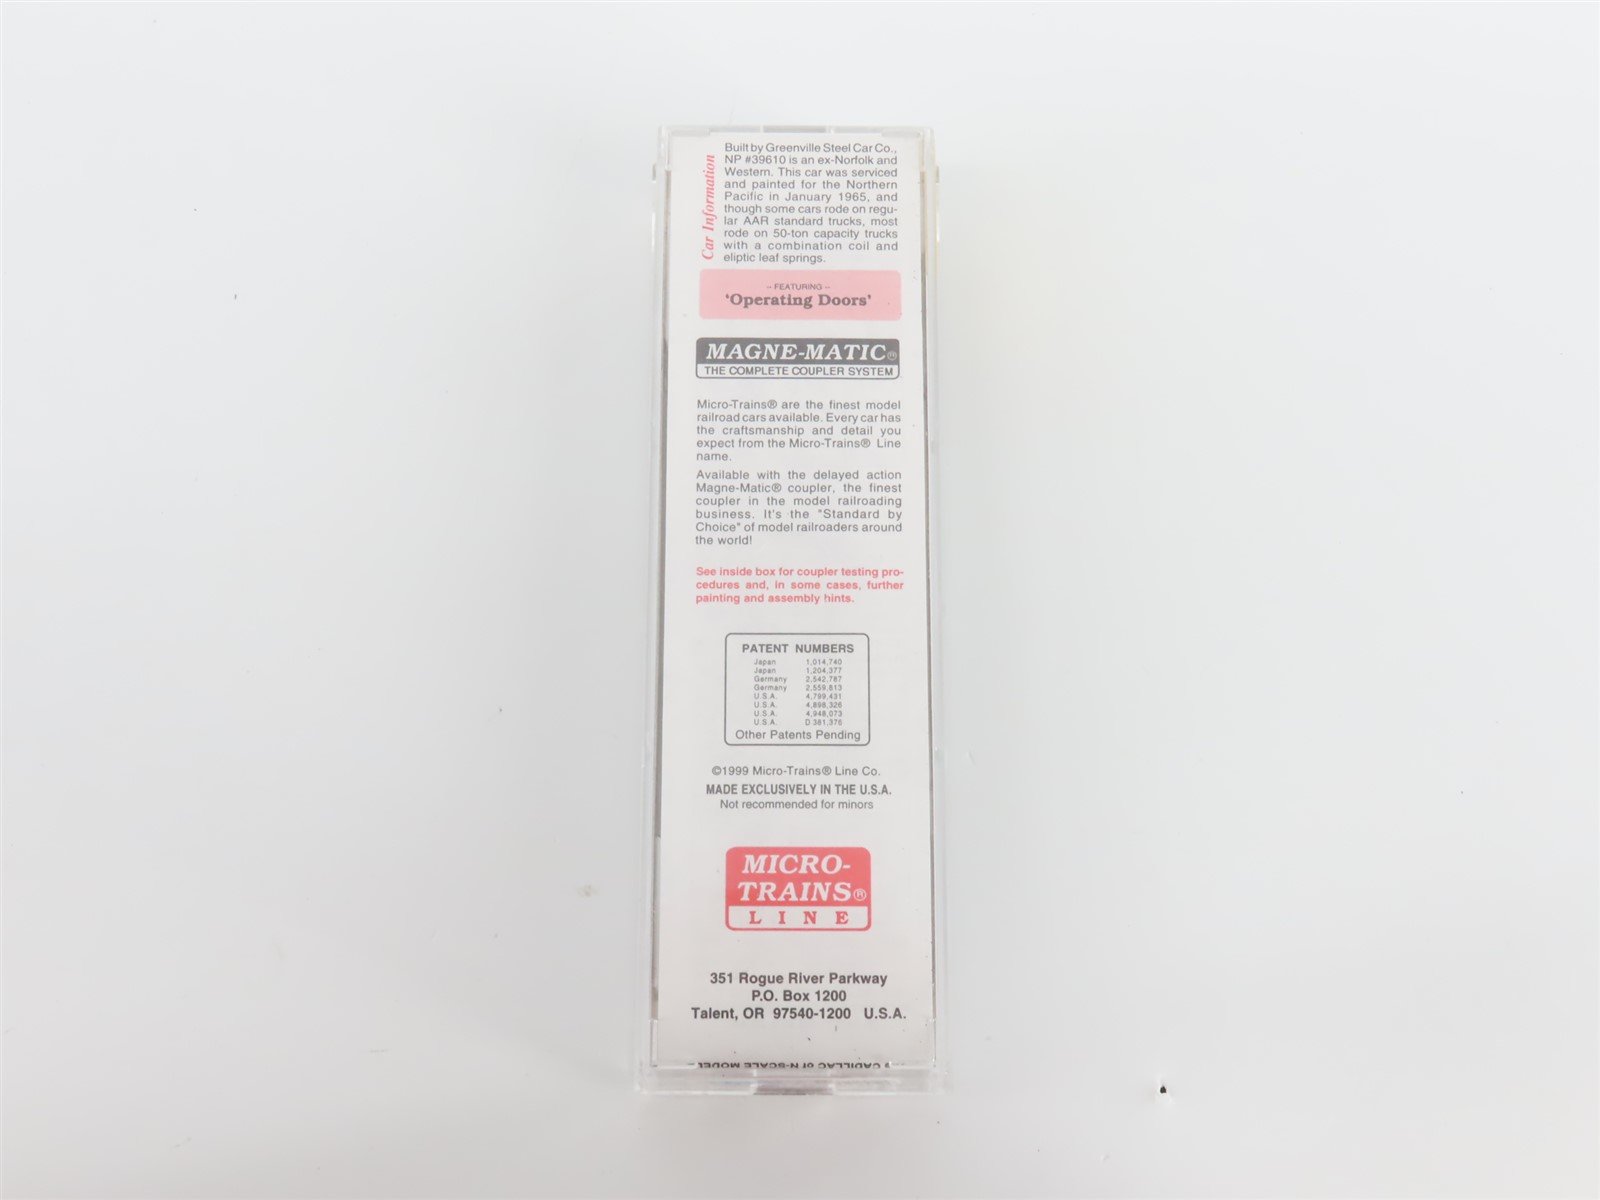 Car Information
Built by Greenville Steel Car Co.,
NP #39610 is an ex-Norfolk and
Western. This car was serviced
and painted for the Northern
Pacific in January 1965, and
though some cars rode on regu-
lar AAR standard trucks, most
rode on 50-ton capacity trucks
with a combination coil and
eliptic leaf springs.
-- FEATURING --
'Operating Doors'
MAGNE-MATIC®
THE COMPLETE COUPLER SYSTEM
Micro-Trains® are the finest model
railroad cars available. Every car has
the craftsmanship and detail you
expect from the Micro-Trains® Line
name.
Available with the delayed action
Magne-Matic® coupler, the finest
coupler in the model railroading
business. It's the "Standard by
Choice" of model railroaders around
the world!
See inside box for coupler testing pro-
cedures and, in some cases, further
painting and assembly hints.
PATENT NUMBERS
Japan 1,014,740
Japan 1,204,377
Germany 2,542,787
Germany 2,559,813
U.S.A. 4,799,431
U.S.A. 4,898,326
U.S.A. 4,948,073
U.S.A. D 381,376
Other Patents Pending
©1999 Micro-Trains® Line Co.
MADE EXCLUSIVELY IN THE U.S.A.
Not recommended for minors
MICRO-
TRAINS®
LINE
351 Rogue River Parkway
P.O. Box 1200
Talent, OR 97540-1200 U.S.A.
CADILLAC of N-SCALE MODEL